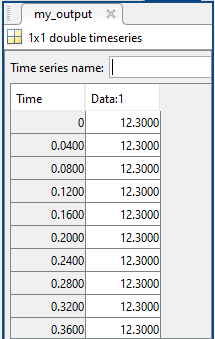 my_output
1x1 double timeseries
Time series name:
Time Data:1
0 12.3000
0.0400 12.3000
0.0800 12.3000
0.1200 12.3000
0.1600 12.3000
0.2000 12.3000
0.2400 12.3000
0.2800 12.3000
0.3200 12.3000
0.3600 12.3000